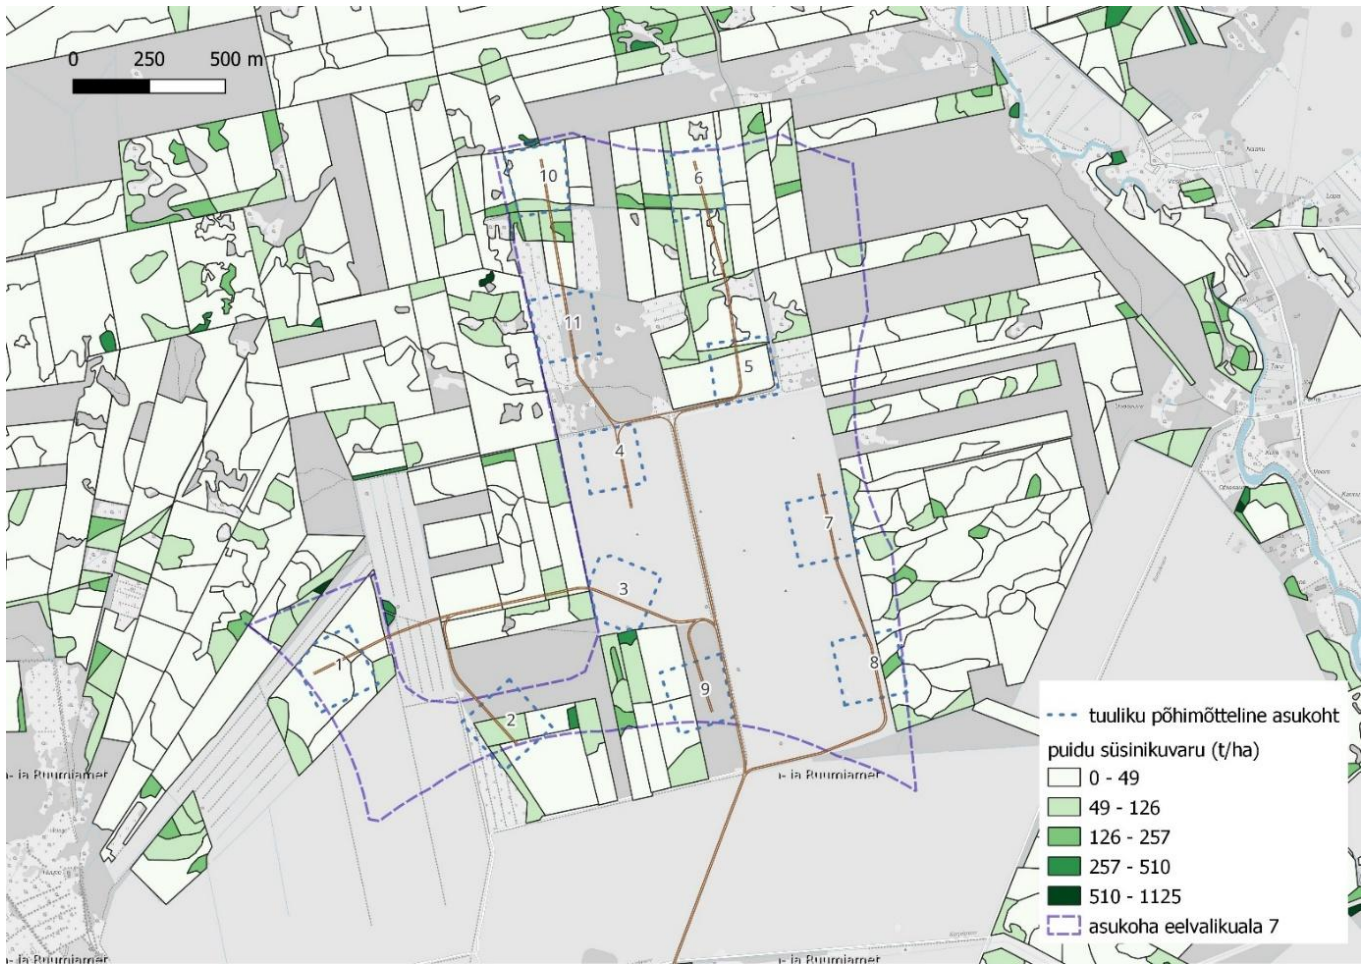 0 250 500 m
10
6
11
5
4
7
3
1
8
9
2
tuuliku põhimõtteline asukoht
puidu süsinikuvaru (t/ha)
0 - 49
49 - 126
126 - 257
257 - 510
510 - 1125
asukoha eelvalikuala 7